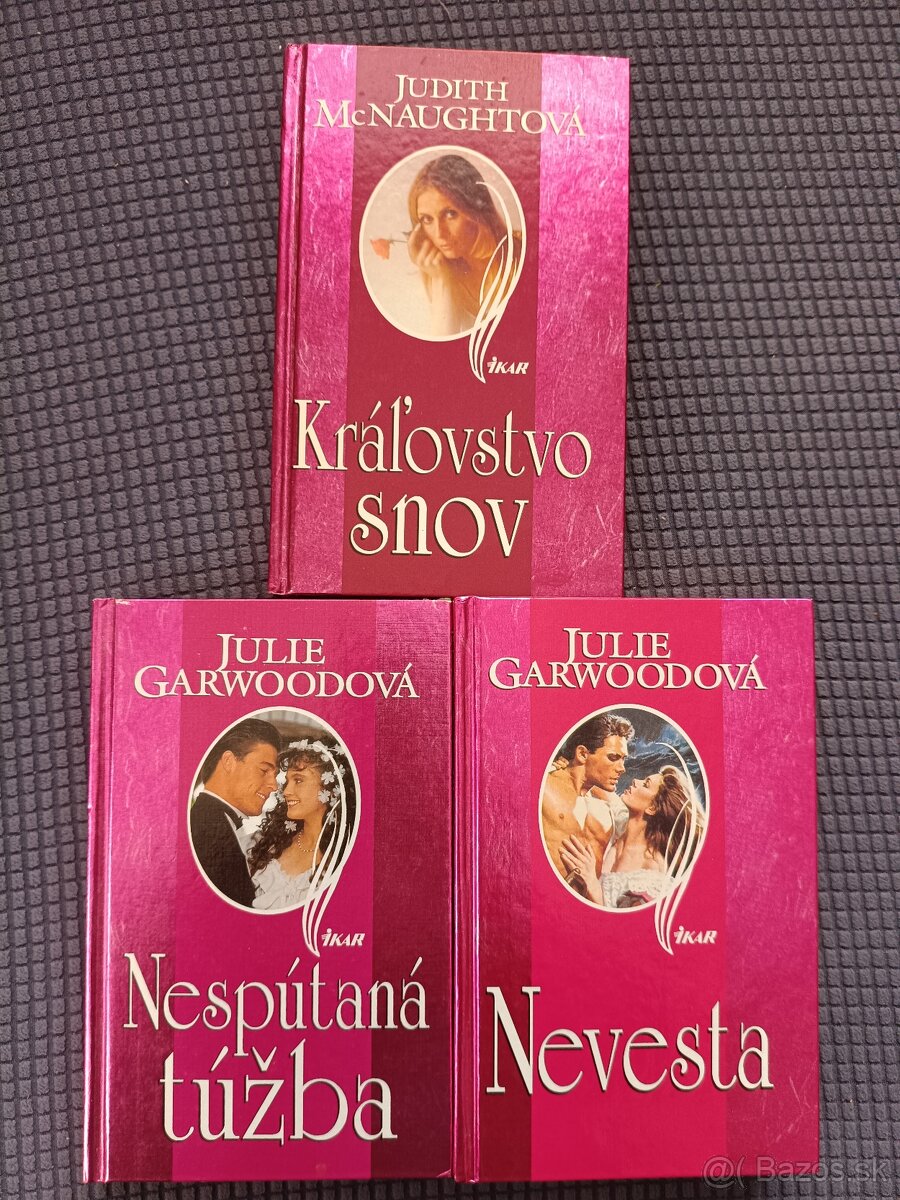 JUDITH
McNAUGHTOVÁ
iKAR
Kráľovstvo
snov
JULIE
GARWOODOVÁ
iKAR
Nespútaná
túžba
JULIE
GARWOODOVÁ
iKAR
Nevesta
@( Bazos.sk